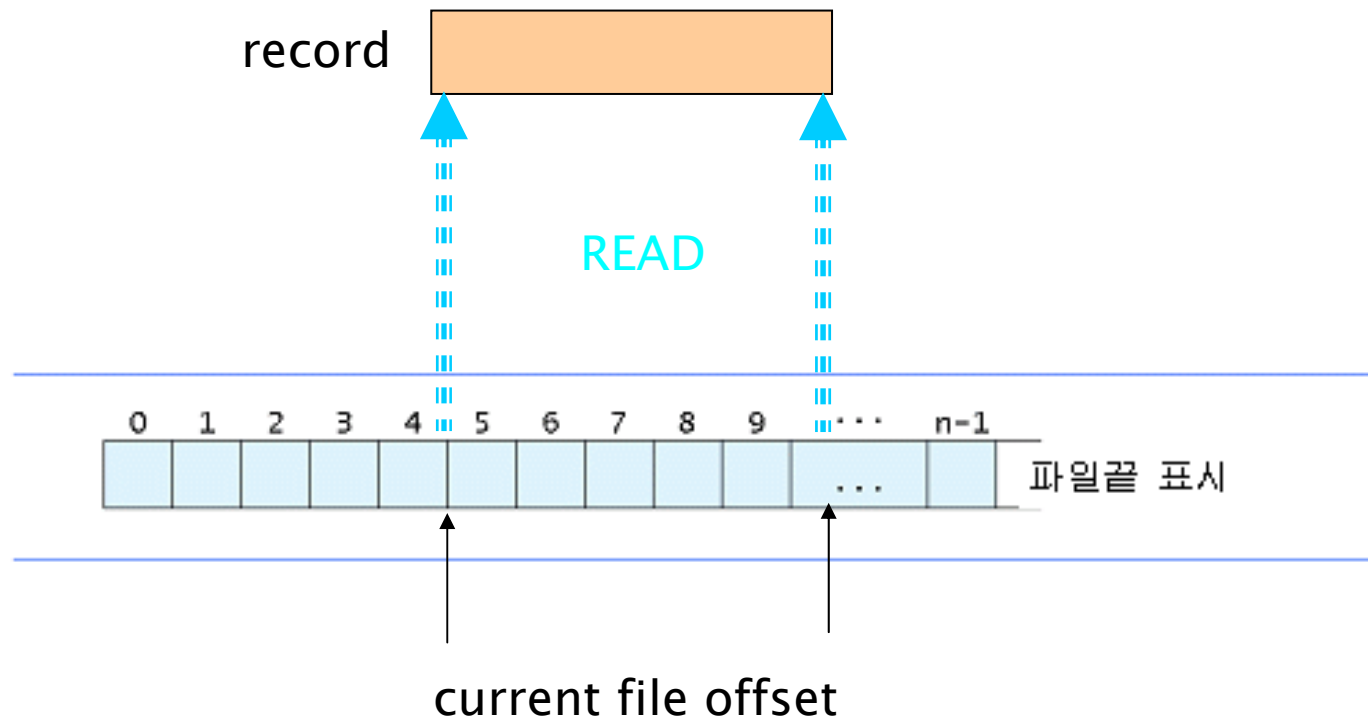 record
READ
0 1 2 3 4 5 6 7 8 9 ... n-1
... 파일끝 표시
current file offset